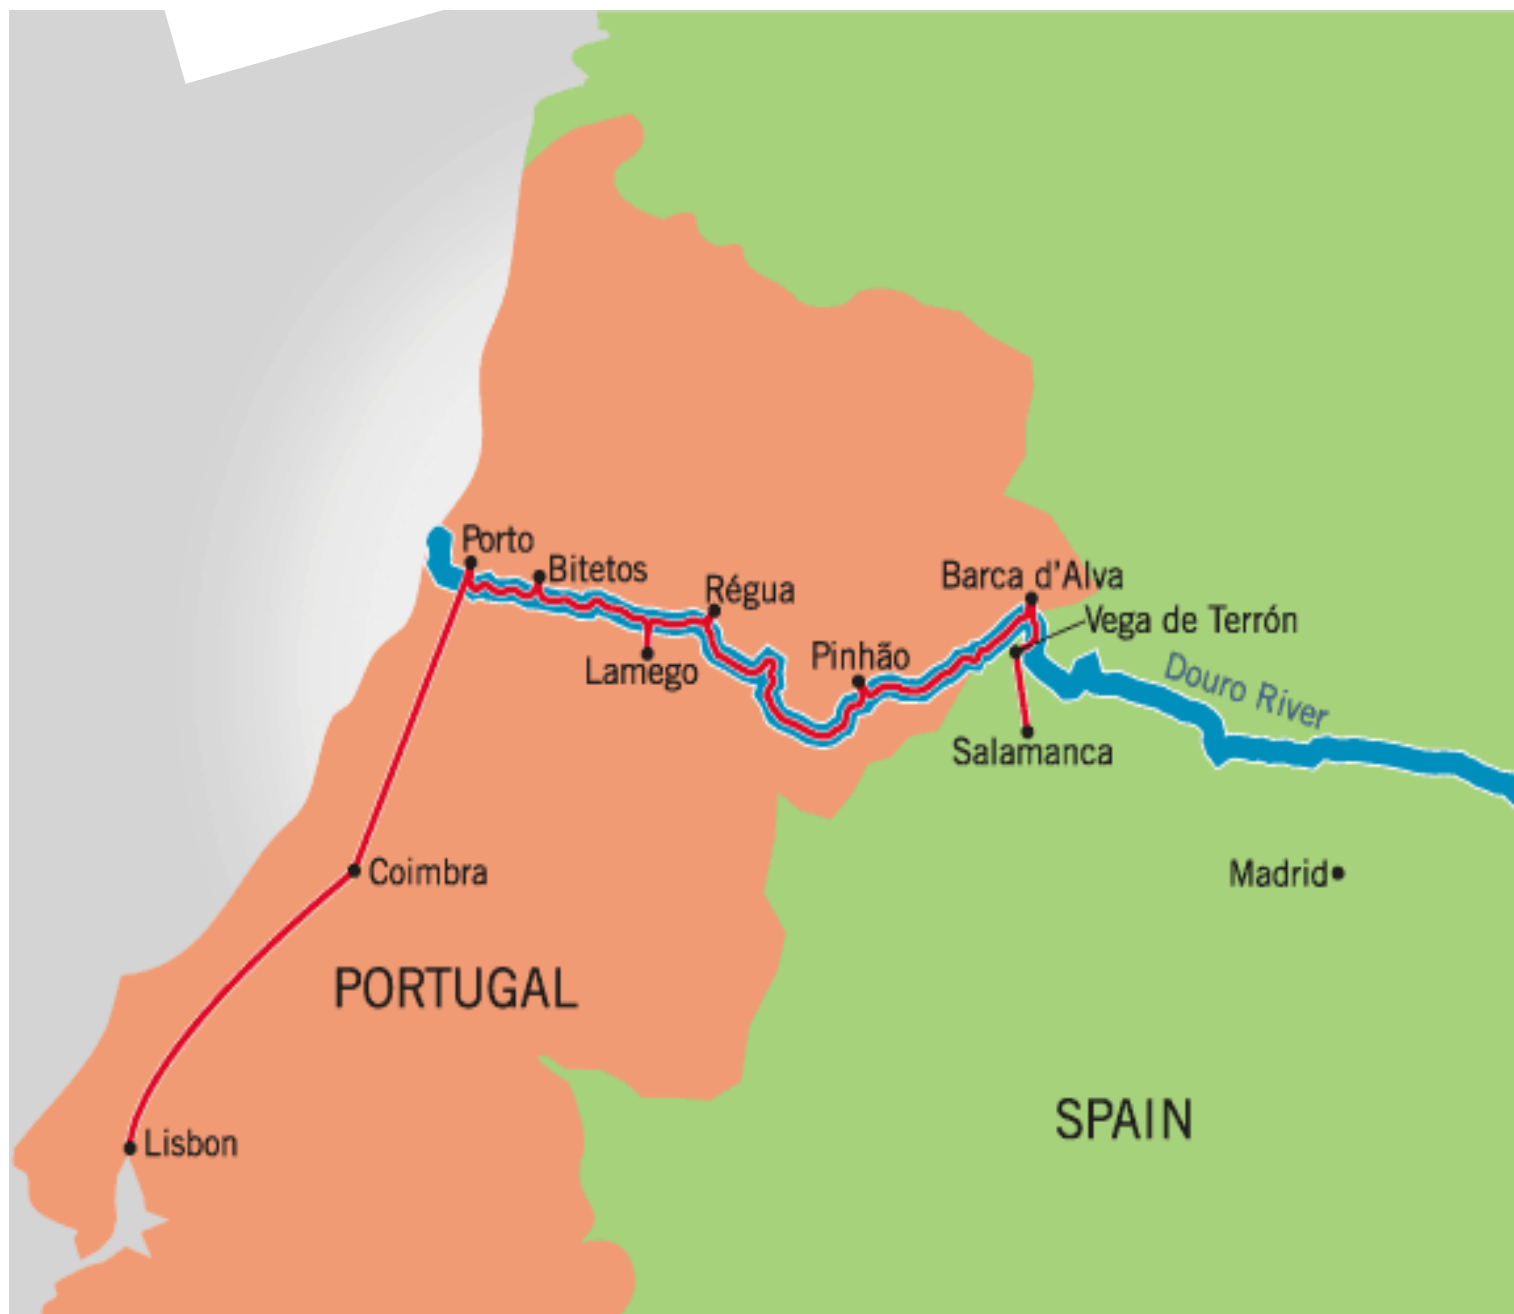 Porto
Bitetos
Régua
Barca d'Alva
Vega de Terrón
Lamego
Pinhão
Douro River
Salamanca
Coimbra
Madrid
PORTUGAL
SPAIN
Lisbon